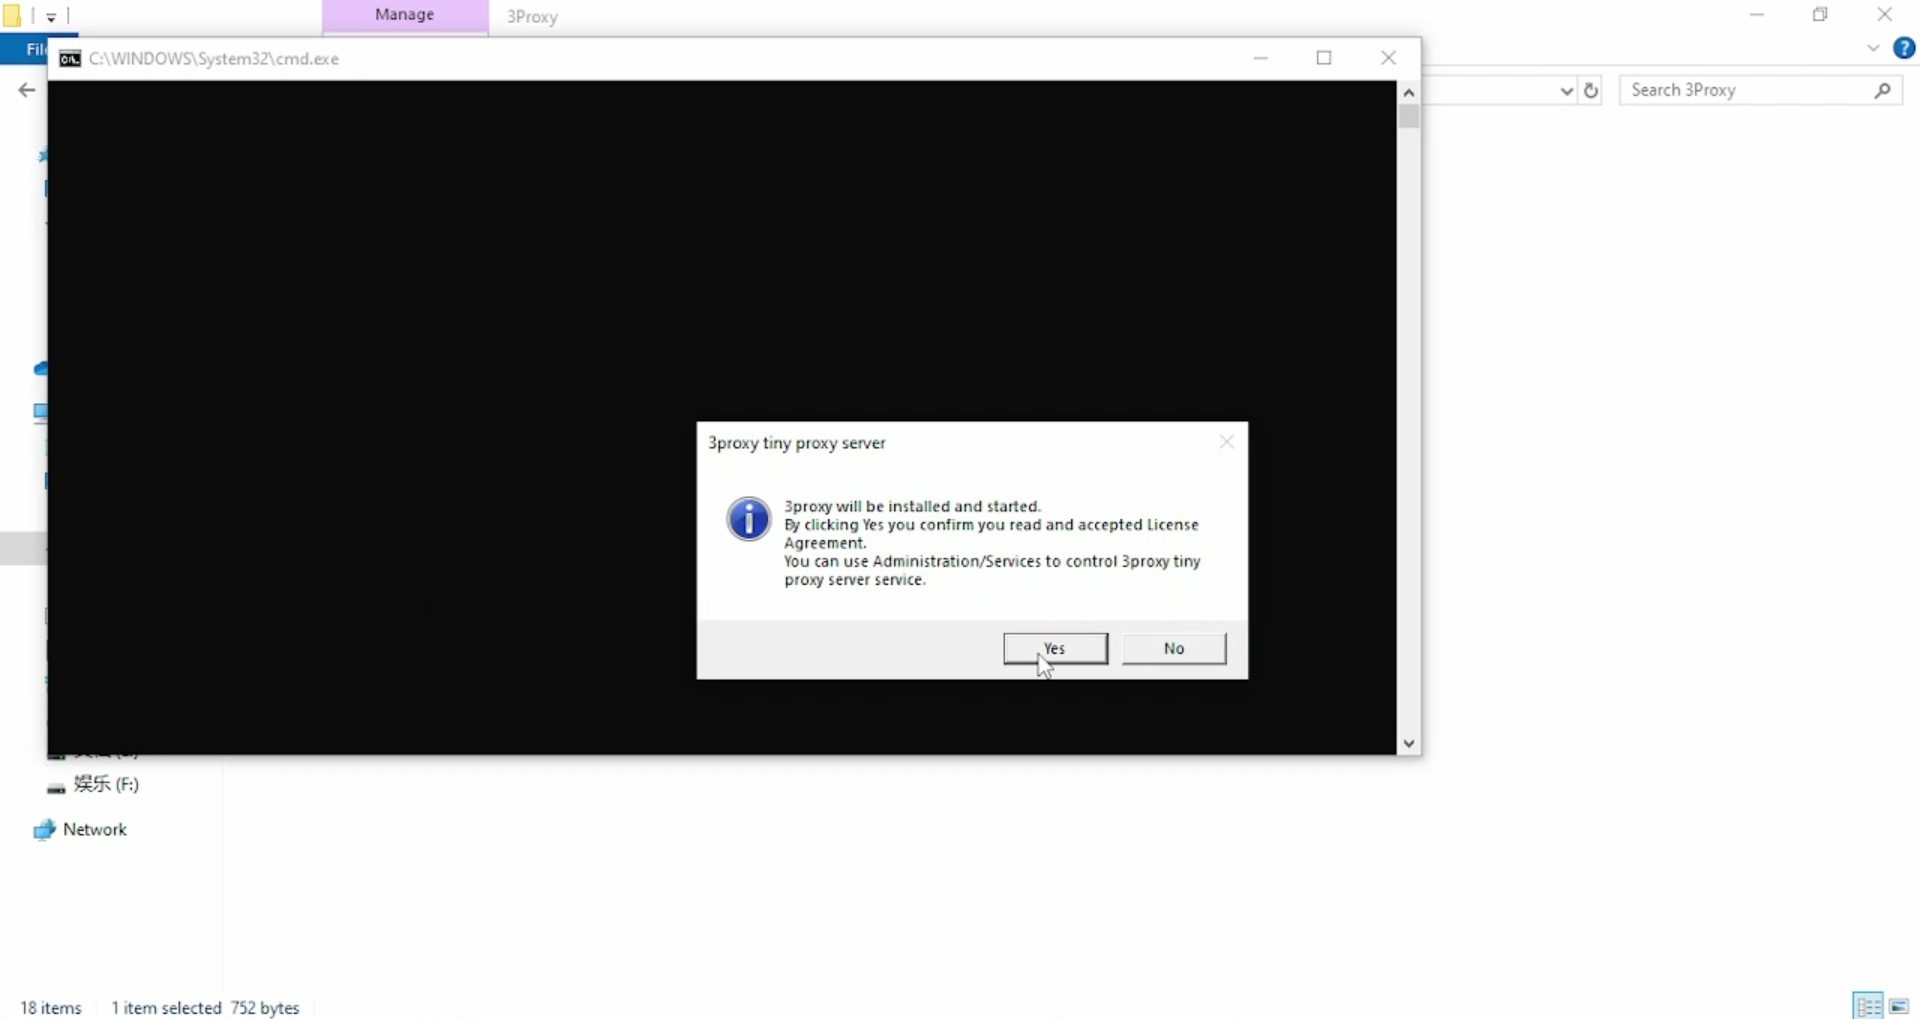 Manage
3Proxy
File
C:\WINDOWS\System32\cmd.exe
Search 3Proxy
3proxy tiny proxy server
3proxy will be installed and started.
By clicking Yes you confirm you read and accepted License
Agreement.
You can use Administration/Services to control 3proxy tiny
proxy server service.
Yes
No
娱乐 (F:)
Network
18 items
1 item selected 752 bytes